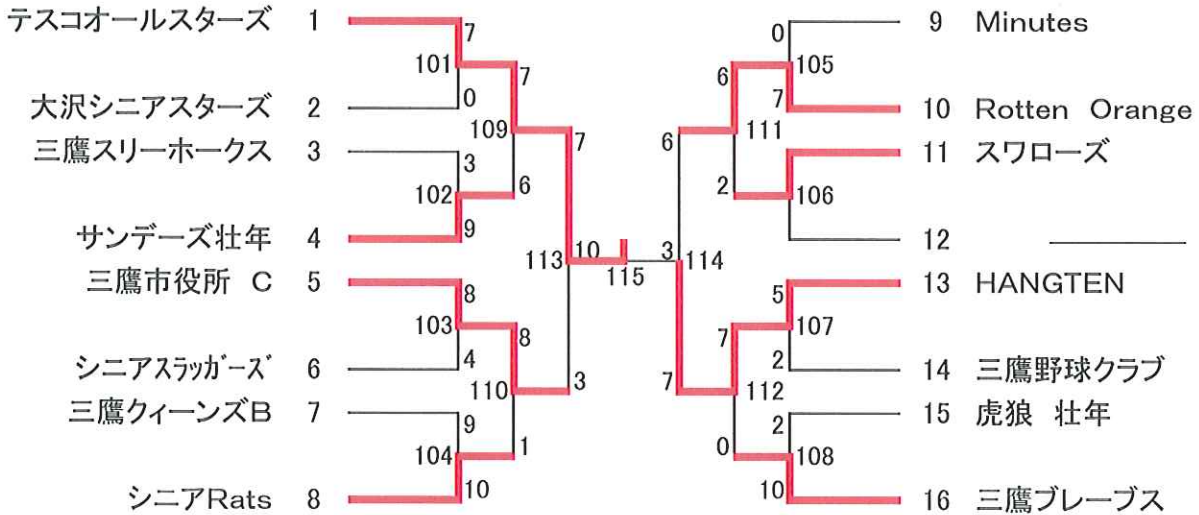 テスコオールスターズ 1
7
101
0
大沢シニアスターズ 2
7
109
6
三鷹スリーホークス 3
3
102
9
サンデーズ壮年 4
7
113
10
3
三鷹市役所 C 5
8
103
4
シニアスラッガーズ 6
8
110
1
三鷹クィーンズB 7
9
104
10
シニアRats 8
115
9 Minutes
0
105
7
10 Rotten Orange
6
111
2
11 スワローズ
106
12
6
3
114
7
13 HANGTEN
5
107
2
14 三鷹野球クラブ
7
112
0
15 虎狼 壮年
2
108
10
16 三鷹ブレーブス